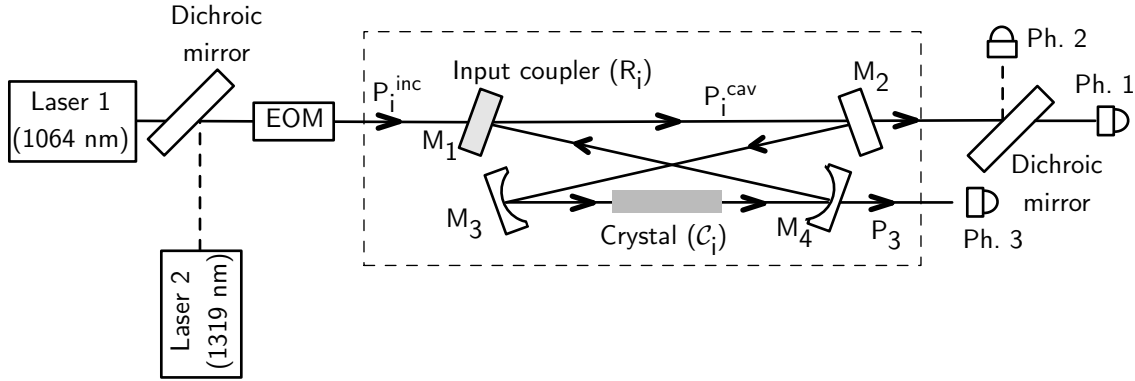 Dichroic
mirror
Laser 1
(1064 nm)
EOM
Laser 2
(1319 nm)
P_i^inc
Input coupler (R_i)
M_1
P_i^cav
M_2
M_3
Crystal (𝒞_i)
M_4
P_3
Ph. 2
Ph. 1
Dichroic
mirror
Ph. 3